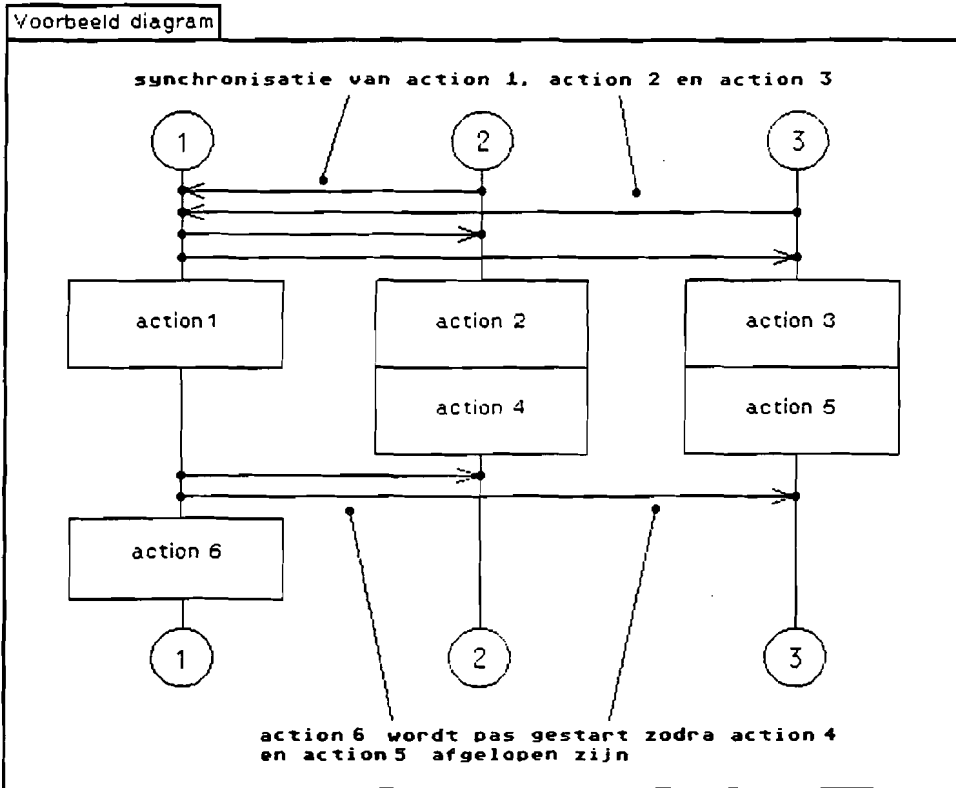 Voorbeeld diagram
synchronisatie van action 1, action 2 en action 3
1
2
3
action 1
action 2
action 3
action 4
action 5
action 6
1
2
3
action 6 wordt pas gestart zodra action 4
en action 5 afgelopen zijn